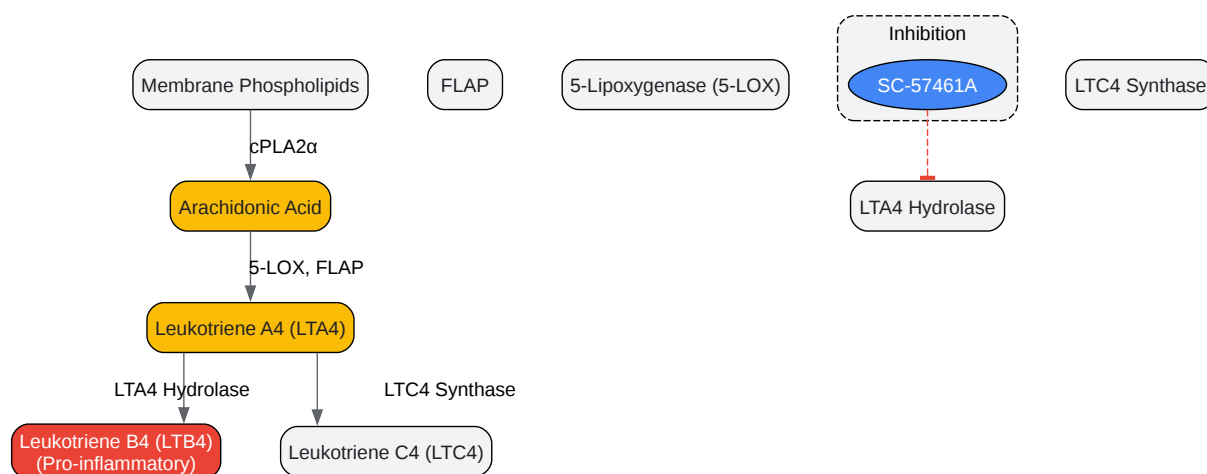 Inhibition
Membrane Phospholipids
FLAP
5-Lipoxygenase (5-LOX)
SC-57461A
LTC4 Synthase
cPLA2α
Arachidonic Acid
LTA4 Hydrolase
5-LOX, FLAP
Leukotriene A4 (LTA4)
LTA4 Hydrolase
LTC4 Synthase
Leukotriene B4 (LTB4)
(Pro-inflammatory)
Leukotriene C4 (LTC4)